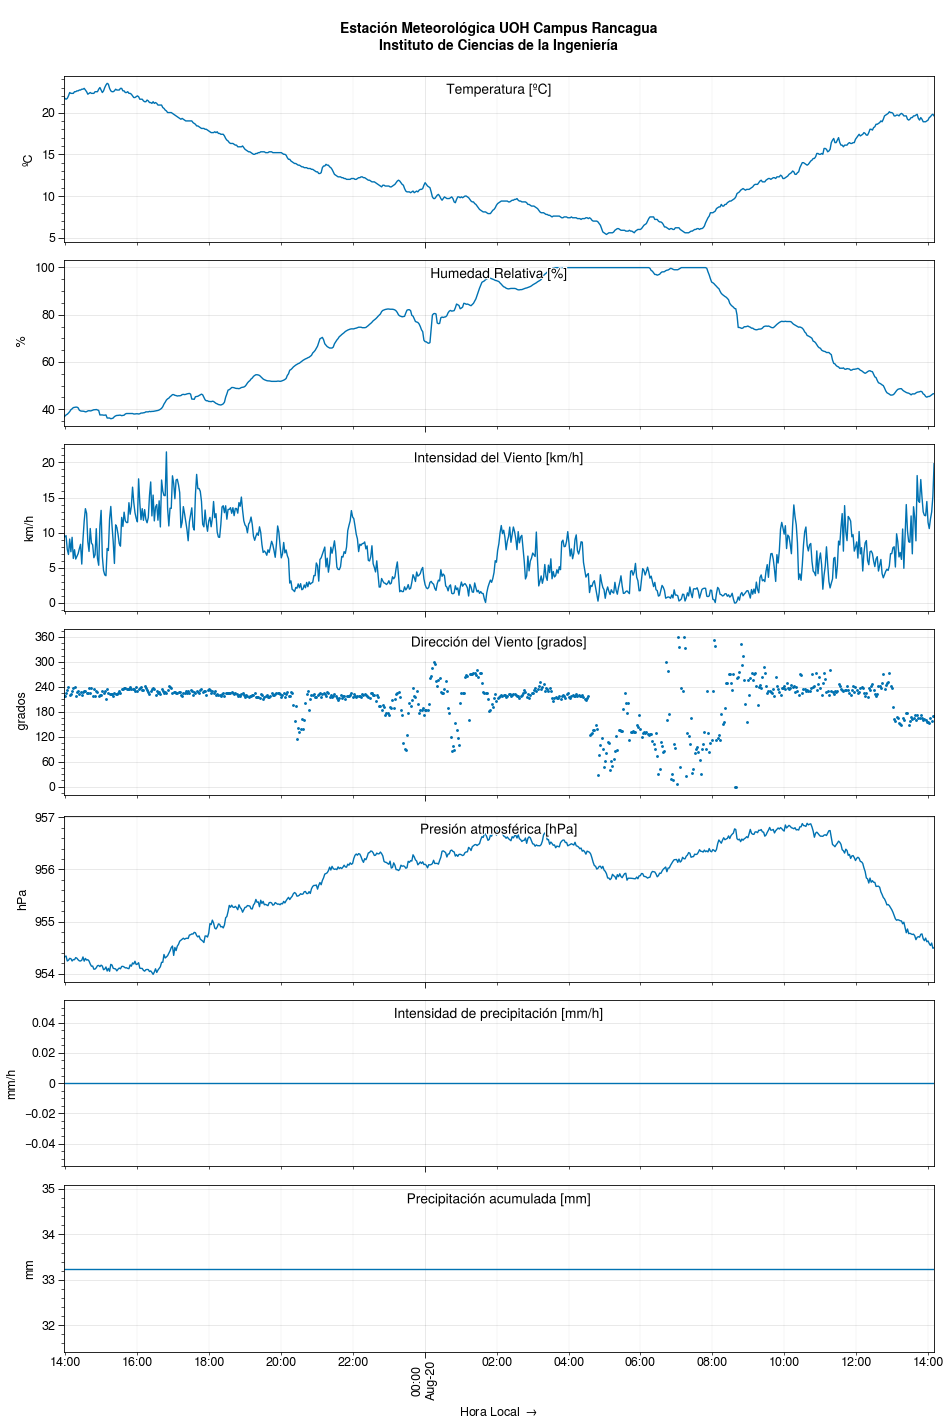 Estación Meteorológica UOH Campus Rancagua
Instituto de Ciencias de la Ingeniería
Temperatura [ºC]
ºC
20
15
10
5
Humedad Relativa [%]
%
100
80
60
40
Intensidad del Viento [km/h]
km/h
20
15
10
5
0
Dirección del Viento [grados]
grados
360
300
240
180
120
60
0
Presión atmosférica [hPa]
hPa
957
956
955
954
Intensidad de precipitación [mm/h]
mm/h
0.04
0.02
0
−0.02
−0.04
Precipitación acumulada [mm]
mm
35
34
33
32
14:00 16:00 18:00 20:00 22:00 00:00 02:00 04:00 06:00 08:00 10:00 12:00 14:00
Aug-20
Hora Local →